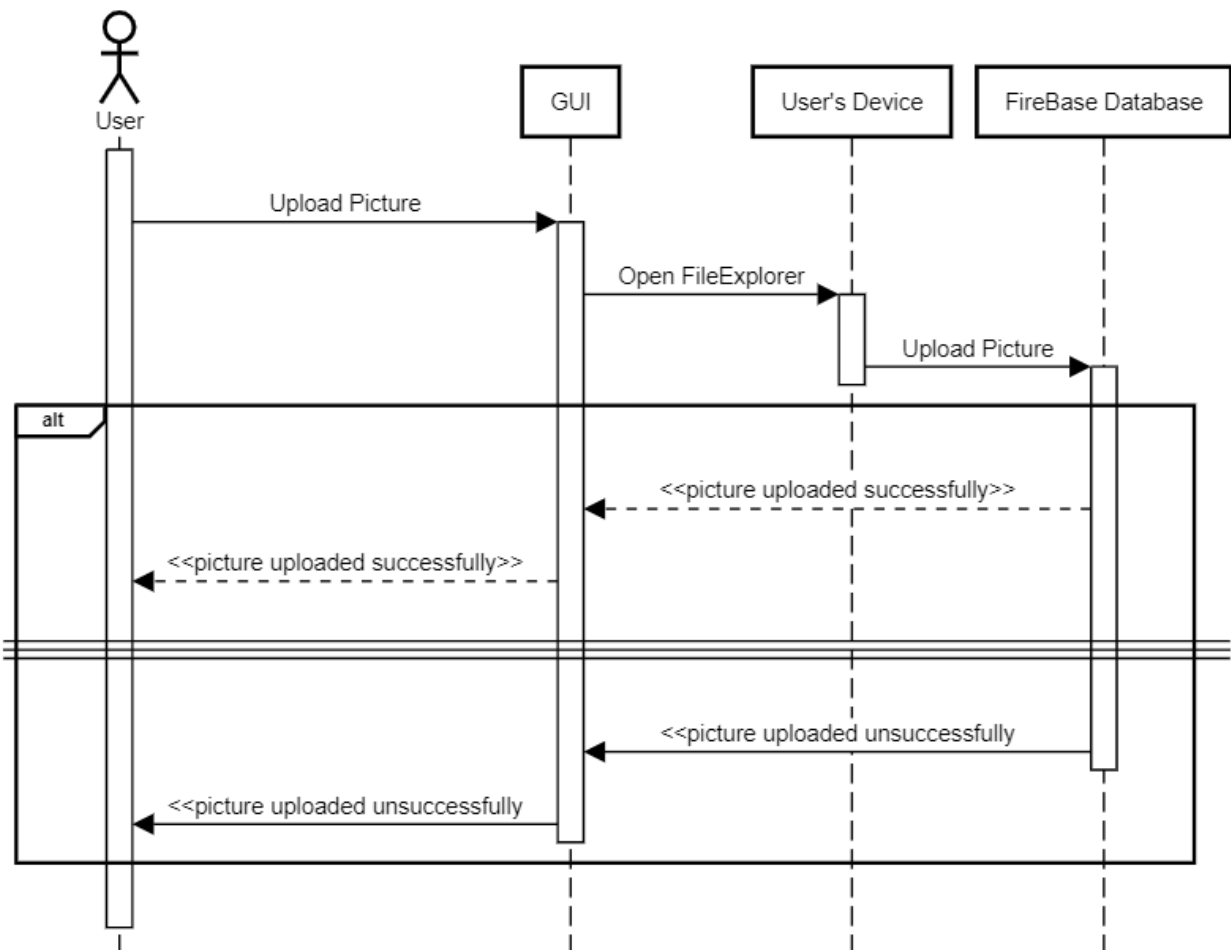 User
GUI
User's Device
FireBase Database
Upload Picture
Open FileExplorer
Upload Picture
alt
<<picture uploaded successfully>>
<<picture uploaded successfully>>
<<picture uploaded unsuccessfully
<<picture uploaded unsuccessfully